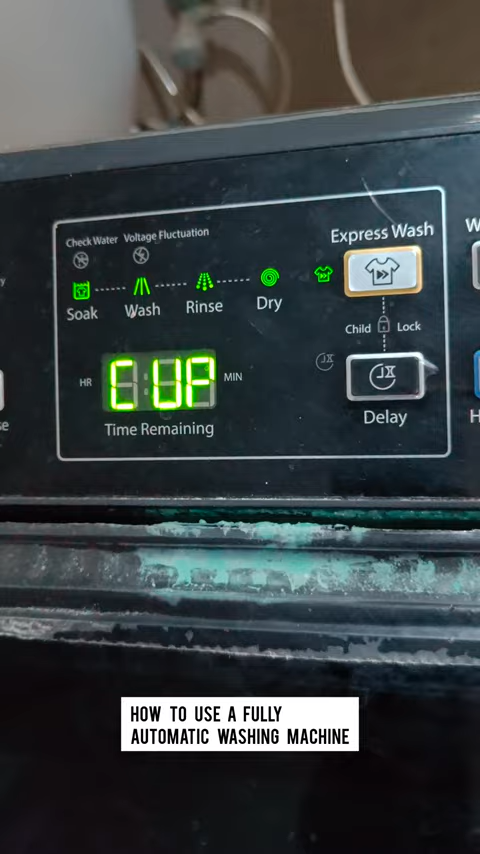 Check Water Voltage Fluctuation
Express Wash
Soak Wash Rinse Dry
Child Lock
HR CUP MIN
Time Remaining
Delay
HOW TO USE A FULLY
AUTOMATIC WASHING MACHINE